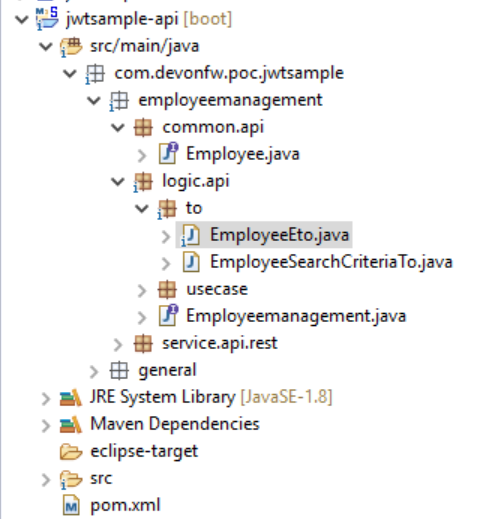 jwtsample-api [boot]
src/main/java
com.devonfw.poc.jwtsample
employeemanagement
common.api
Employee.java
logic.api
to
EmployeeEto.java
EmployeeSearchCriteriaTo.java
usecase
Employeemanagement.java
service.api.rest
general
JRE System Library [JavaSE-1.8]
Maven Dependencies
eclipse-target
src
pom.xml